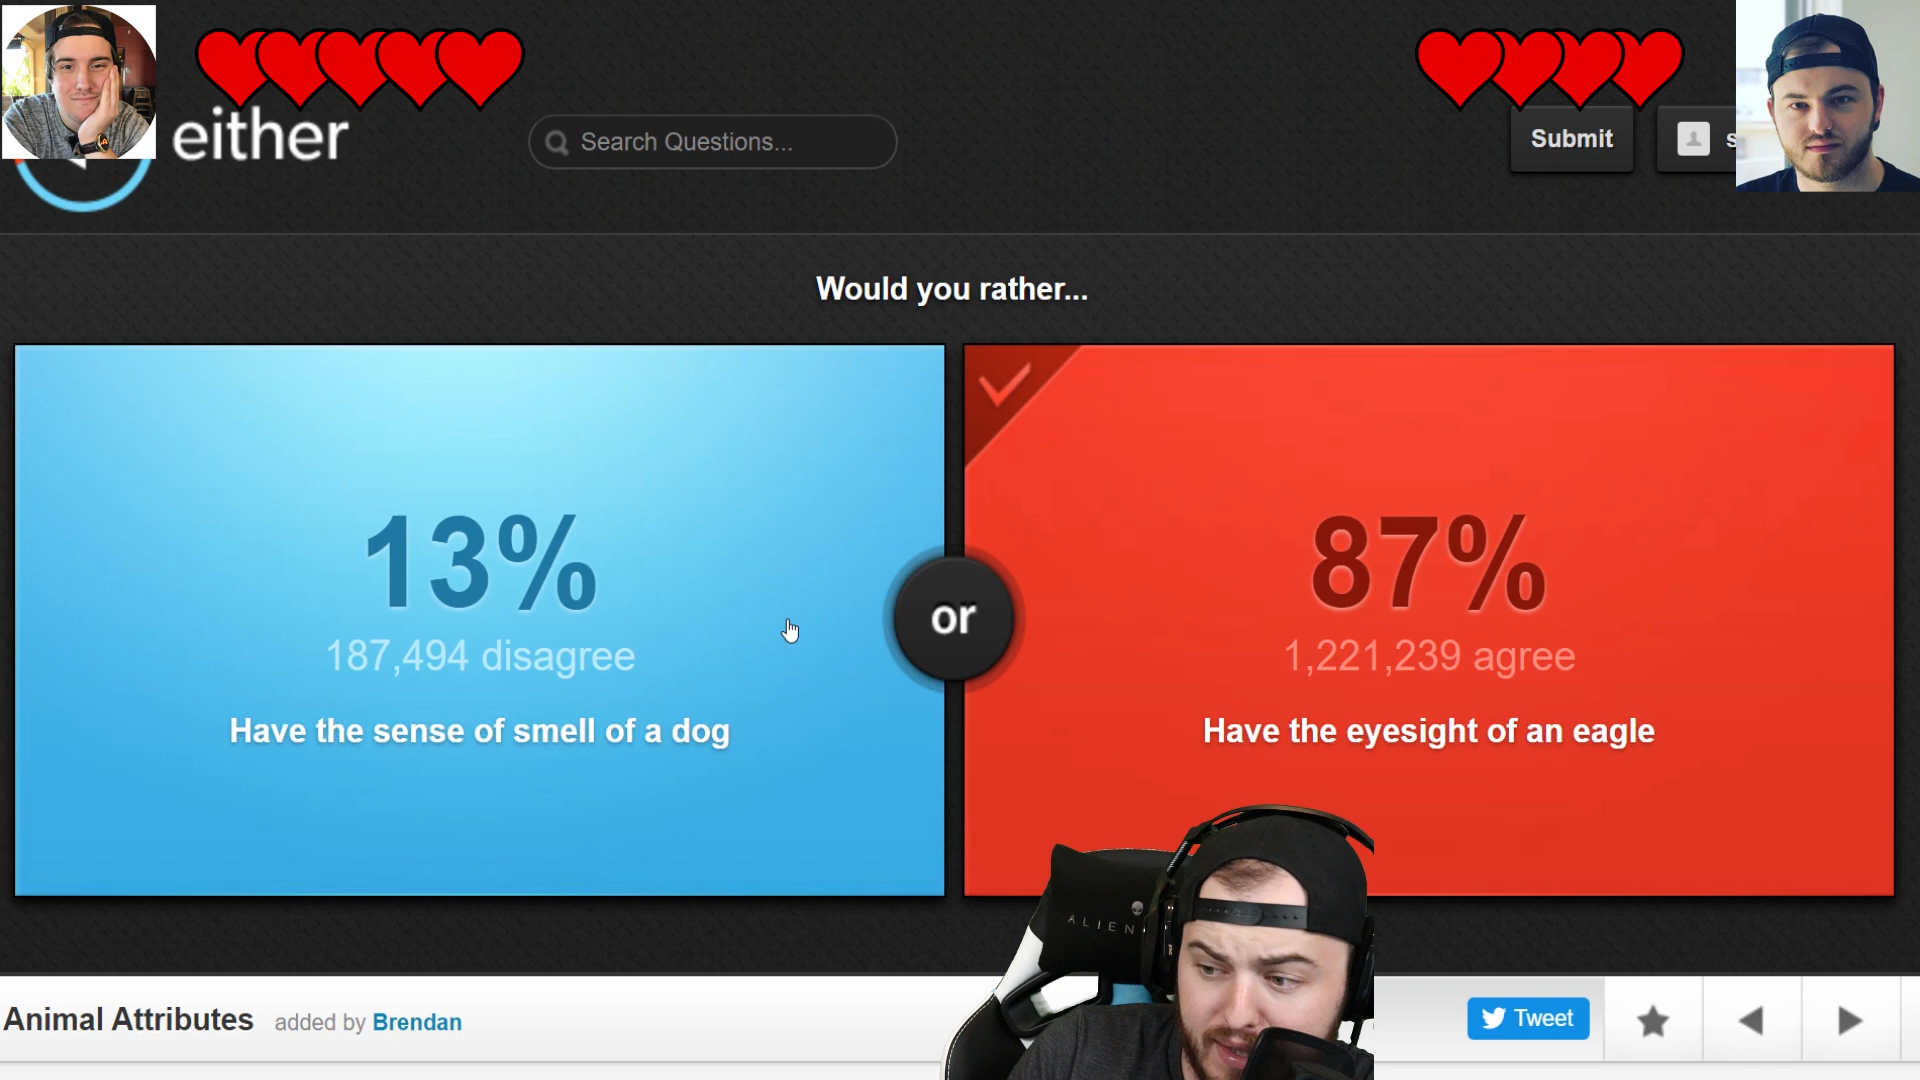 either
Search Questions...
Submit
Would you rather...
13%
187,494 disagree
Have the sense of smell of a dog
or
87%
1,221,239 agree
Have the eyesight of an eagle
ALIEN
Animal Attributes added by Brendan
Tweet